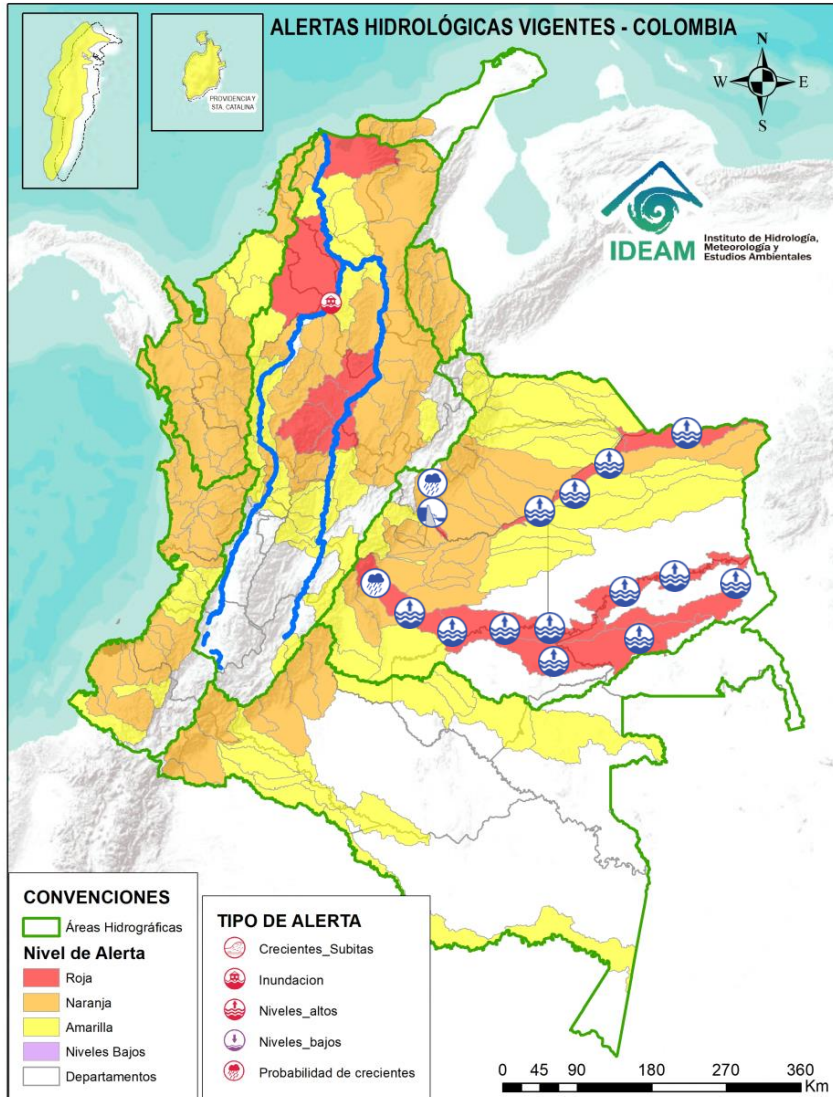 ALERTAS HIDROLÓGICAS VIGENTES - COLOMBIA
PROVIDENCIA Y
STA. CATALINA
N
W
E
S
IDEAM
Instituto de Hidrología,
Meteorología y
Estudios Ambientales
CONVENCIONES
Áreas Hidrográficas
Nivel de Alerta
Roja
Naranja
Amarilla
Niveles Bajos
Departamentos
TIPO DE ALERTA
Crecientes_Subitas
Inundacion
Niveles_altos
Niveles_bajos
Probabilidad de crecientes
0 45 90 180 270 360
Km